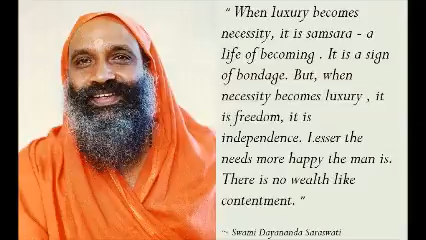 " When luxury becomes
necessity, it is samsara - a
life of becoming . It is a sign
of bondage. But, when
necessity becomes luxury , it
is freedom, it is
independence. Lesser the
needs more happy the man is.
There is no wealth like
contentment. "
~ Swami Dayananda Saraswati